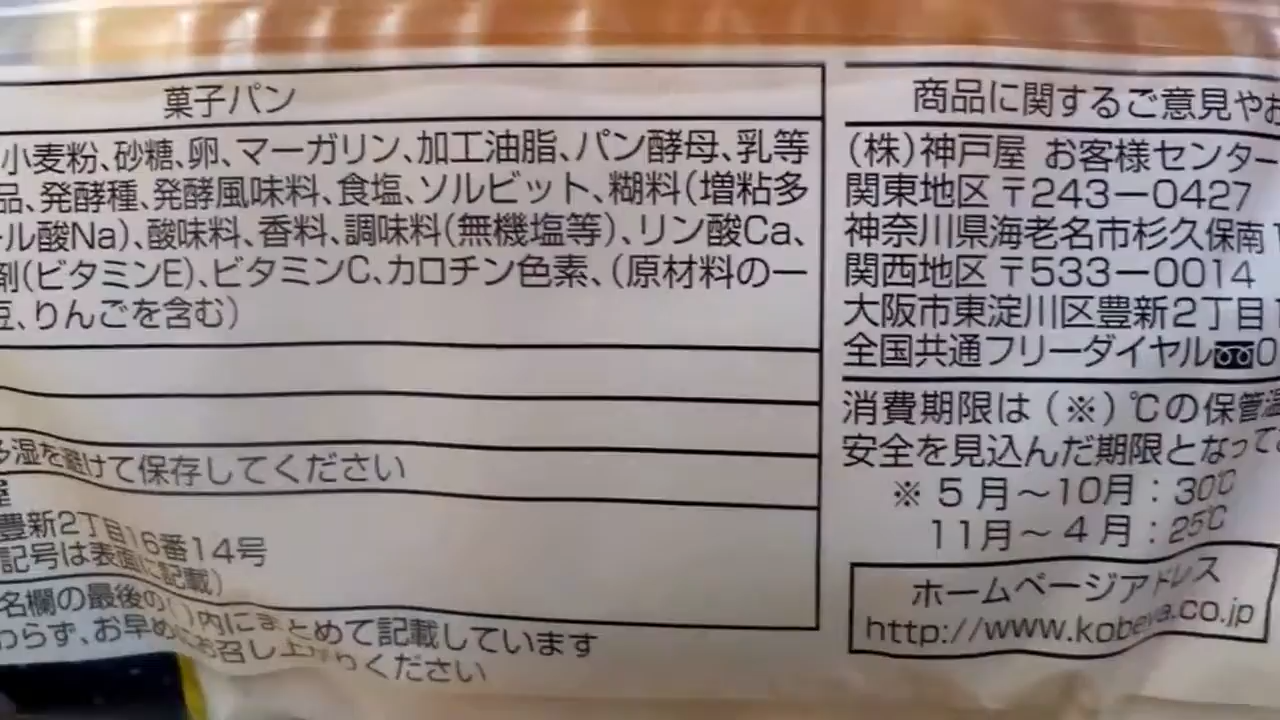 菓子パン
小麦粉、砂糖、卵、マーガリン、加工油脂、パン酵母、乳等
品、発酵種、発酵風味料、食塩、ソルビット、糊料(増粘多
ール酸Na)、酸味料、香料、調味料(無機塩等)、リン酸Ca、
剤(ビタミンE)、ビタミンC、カロチン色素、(原材料の一
豆、りんごを含む)
多湿を避けて保存してください
屋
豊新2丁目16番14号
記号は表面に記載)
名欄の最後の( )内にまとめて記載しています
わらず、お早めにお召し上がりください
商品に関するご意見やお
(株)神戸屋 お客様センター
関東地区 〒243-0427
神奈川県海老名市杉久保南1
関西地区 〒533-0014
大阪市東淀川区豊新2丁目1
全国共通フリーダイヤル 0
消費期限は(※)℃の保管温
安全を見込んだ期限となって
※5月~10月:30℃
11月~4月:25℃
ホームページアドレス
http://www.kobeya.co.jp